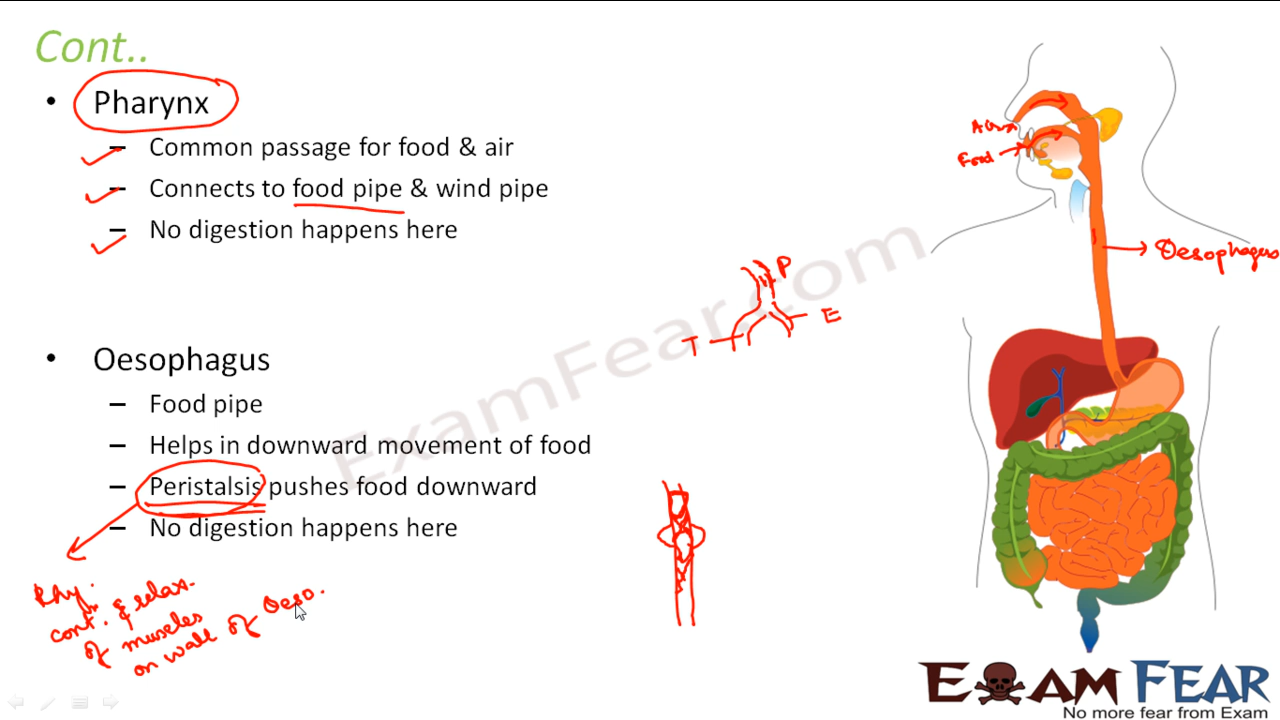 Cont..
• Pharynx
– Common passage for food & air
– Connects to food pipe & wind pipe
– No digestion happens here
• Oesophagus
– Food pipe
– Helps in downward movement of food
– Peristalsis pushes food downward
– No digestion happens here
Rhy.
cont. & relax.
of muscles
on wall of Oeso.
P
E
T
Food
Oesophagus
ExamFear.com
EXAM FEAR
No more fear from Exam